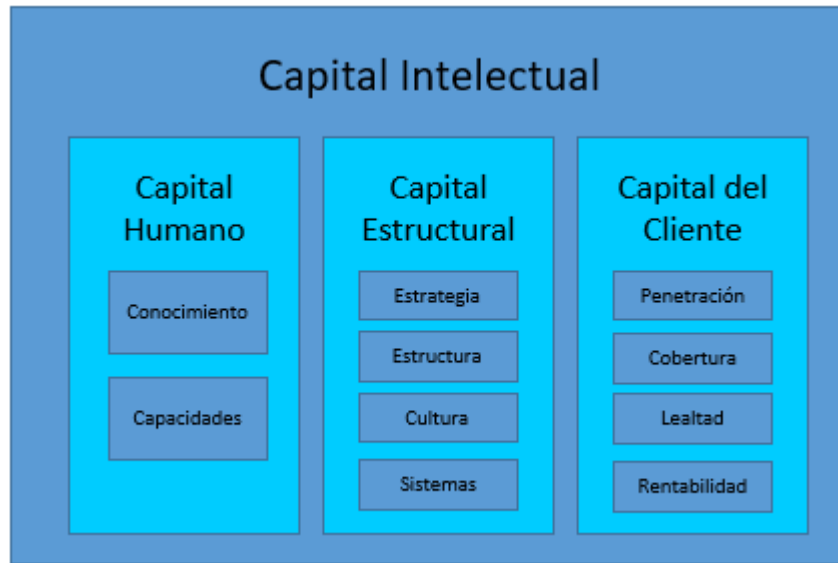 Capital Intelectual
Capital
Humano
Conocimiento
Capacidades
Capital
Estructural
Estrategia
Estructura
Cultura
Sistemas
Capital del
Cliente
Penetración
Cobertura
Lealtad
Rentabilidad